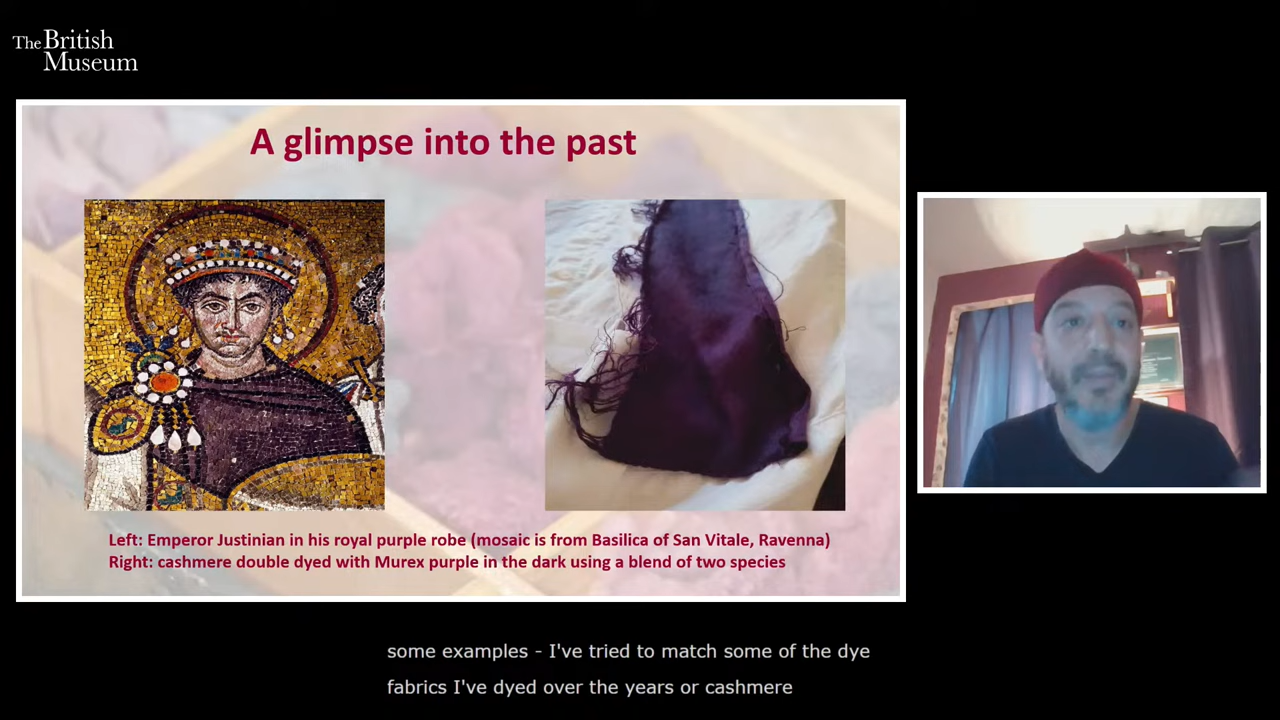 The British
Museum
A glimpse into the past
Left: Emperor Justinian in his royal purple robe (mosaic is from Basilica of San Vitale, Ravenna)
Right: cashmere double dyed with Murex purple in the dark using a blend of two species
some examples - I've tried to match some of the dye
fabrics I've dyed over the years or cashmere